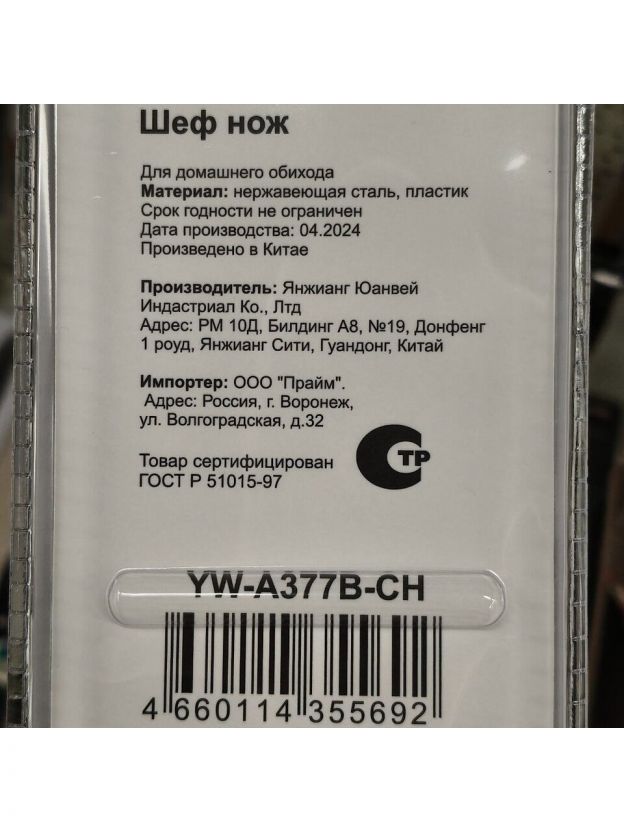 Шеф нож
Для домашнего обихода
Материал: нержавеющая сталь, пластик
Срок годности не ограничен
Дата производства: 04.2024
Произведено в Китае
Производитель: Янжианг Юанвей
Индастриал Ко., Лтд
Адрес: РМ 10Д, Билдинг А8, №19, Донфенг
1 роуд, Янжианг Сити, Гуандонг, Китай
Импортер: ООО "Прайм".
Адрес: Россия, г. Воронеж,
ул. Волгоградская, д.32
Товар сертифицирован
ГОСТ Р 51015-97
СТР
YW-A377B-CH
4 660114 355692